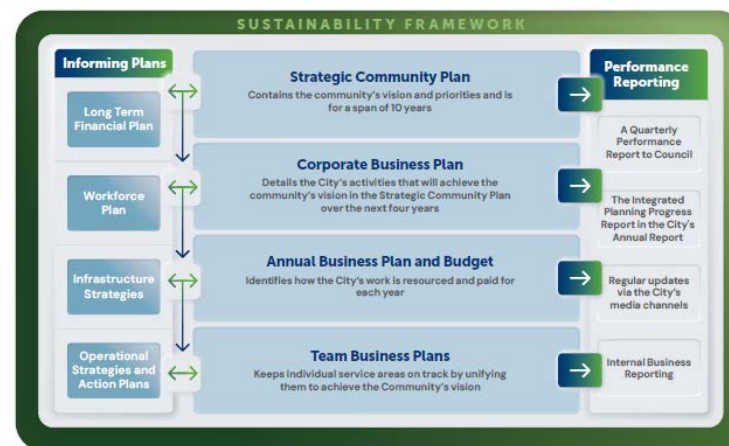 SUSTAINABILITY FRAMEWORK
Informing Plans
Long Term
Financial Plan
Workforce
Plan
Infrastructure
Strategies
Operational
Strategies and
Action Plans
Strategic Community Plan
Contains the community's vision and priorities and is
for a span of 10 years
Corporate Business Plan
Details the City's activities that will achieve the
community's vision in the Strategic Community Plan
over the next four years
Annual Business Plan and Budget
Identifies how the City's work is resourced and paid for
each year
Team Business Plans
Keeps individual service areas on track by unifying
them to achieve the Community's vision
Performance
Reporting
A Quarterly
Performance
Report to Council
The Integrated
Planning Progress
Report in the City's
Annual Report
Regular updates
via the City's
media channels
Internal Business
Reporting